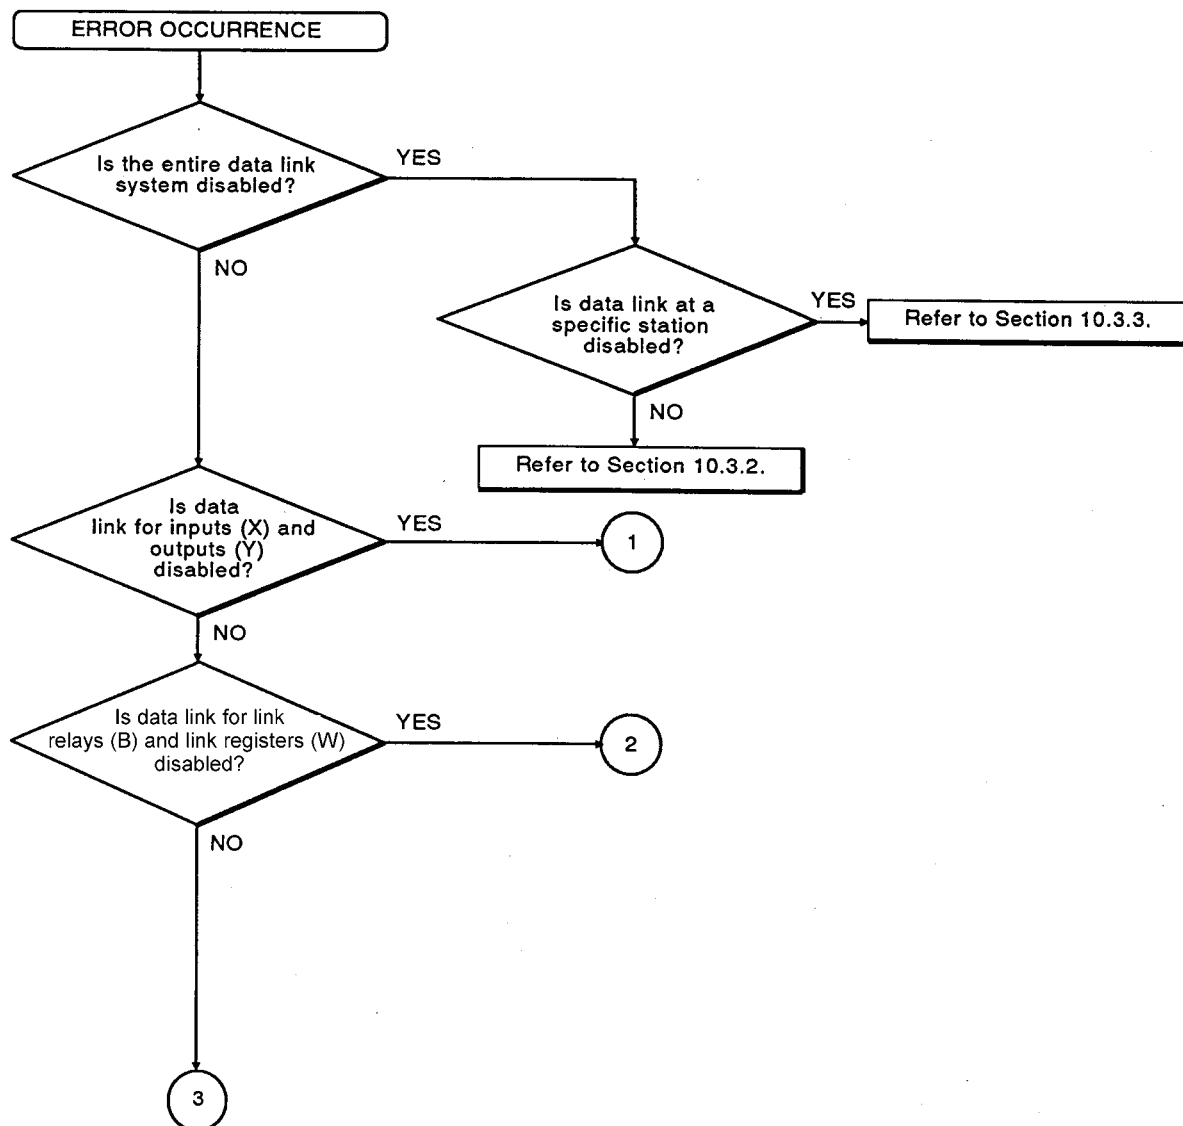 ERROR OCCURRENCE
Is the entire data link
system disabled?
YES
NO
Is data link at a
specific station
disabled?
YES
Refer to Section 10.3.3.
NO
Refer to Section 10.3.2.
Is data
link for inputs (X) and
outputs (Y)
disabled?
YES
1
NO
Is data link for link
relays (B) and link registers (W)
disabled?
YES
2
NO
3